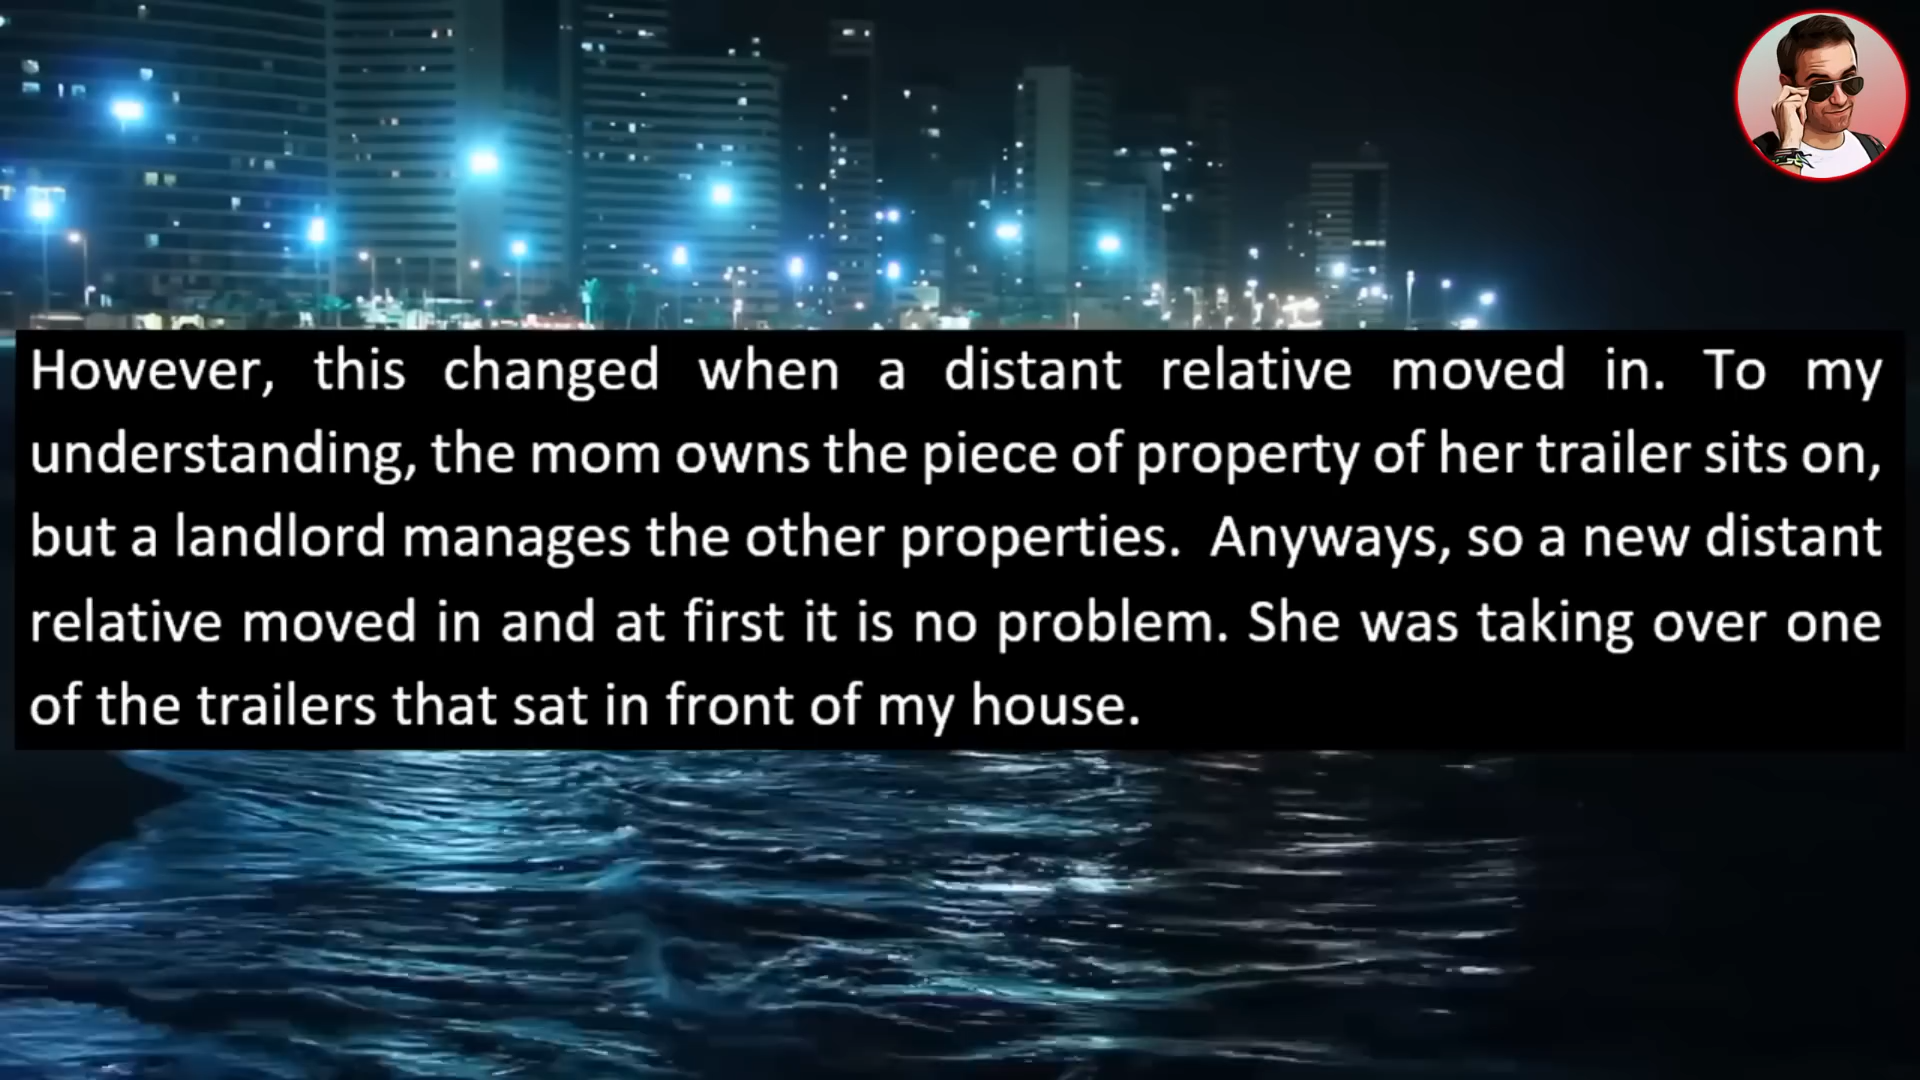 However, this changed when a distant relative moved in. To my
understanding, the mom owns the piece of property of her trailer sits on,
but a landlord manages the other properties.  Anyways, so a new distant
relative moved in and at first it is no problem. She was taking over one
of the trailers that sat in front of my house.